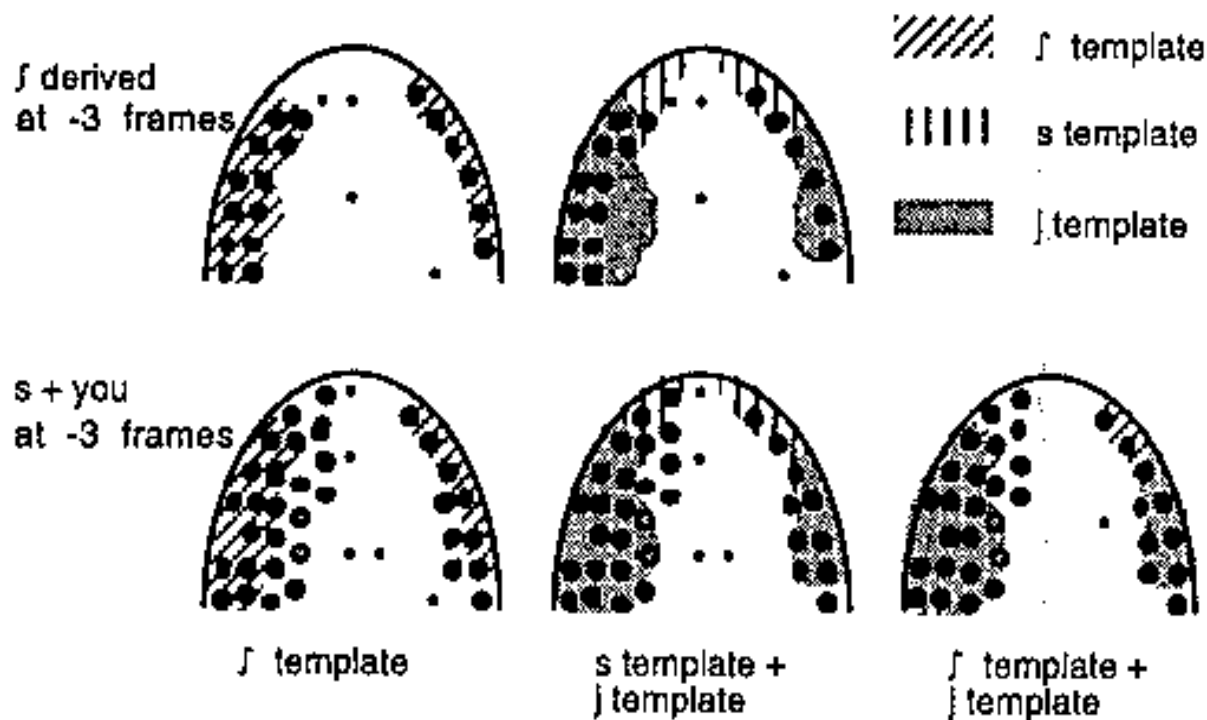 ʃ derived
at -3 frames
ʃ template
s template
j template
s + you
at -3 frames
ʃ template
s template +
j template
ʃ template +
j template